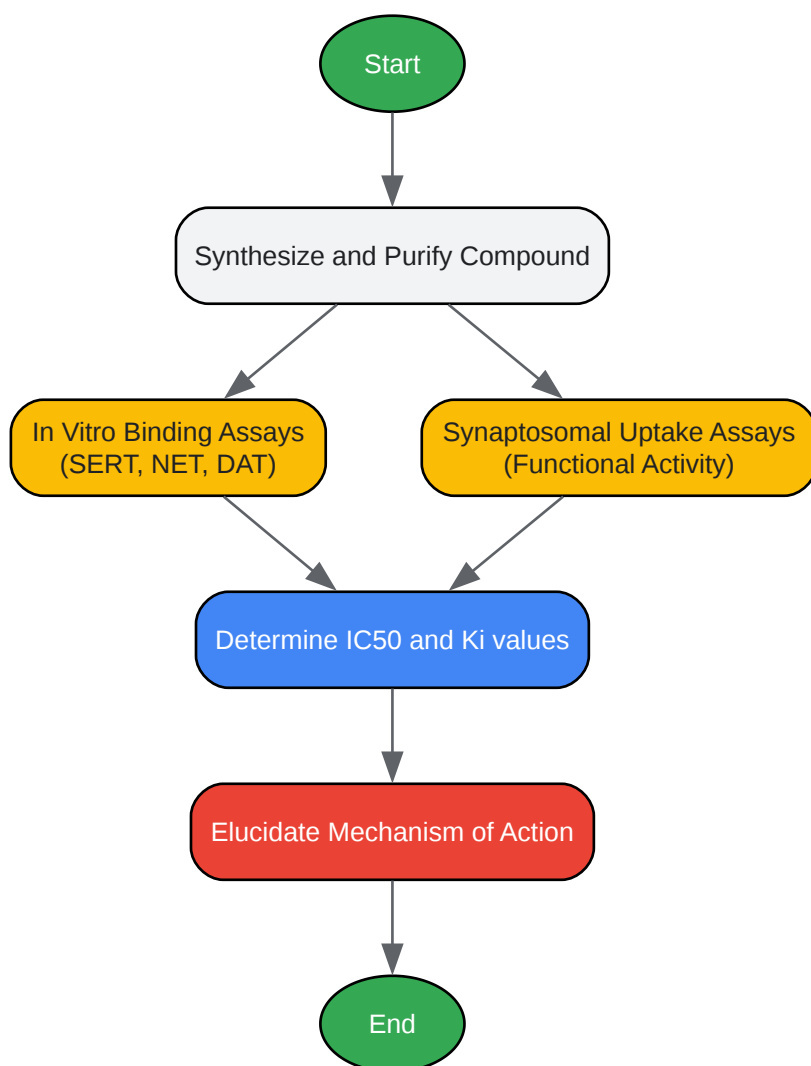 Start
Synthesize and Purify Compound
In Vitro Binding Assays
(SERT, NET, DAT)
Synaptosomal Uptake Assays
(Functional Activity)
Determine IC50 and Ki values
Elucidate Mechanism of Action
End